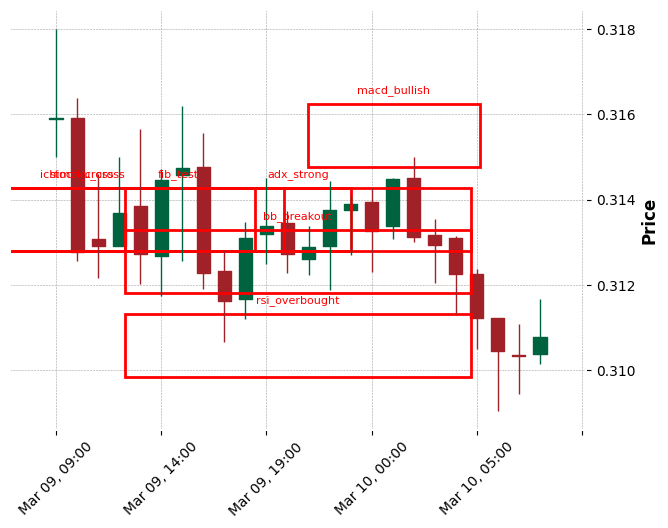 0.318
macd_bullish
0.316
fib_test
adx_strong
0.314
bb_breakout
rsi_overbought
0.312
0.310
Price
Mar 09, 09:00
Mar 09, 14:00
Mar 09, 19:00
Mar 10, 00:00
Mar 10, 05:00